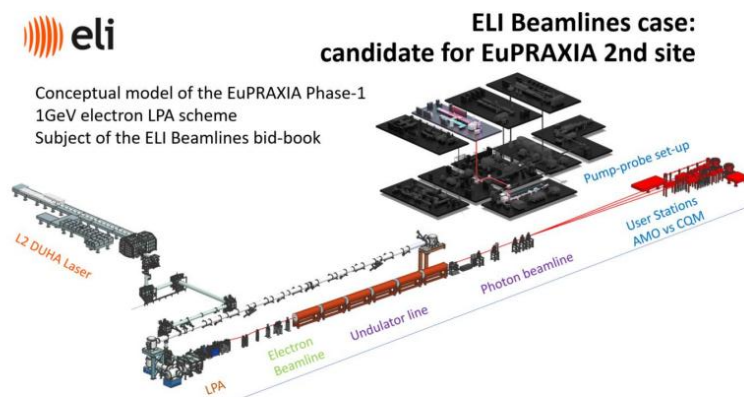 eli
ELI Beamlines case:
candidate for EuPRAXIA 2nd site
Conceptual model of the EuPRAXIA Phase-1
1GeV electron LPA scheme
Subject of the ELI Beamlines bid-book
Pump-probe set-up
User Stations
AMO vs CQM
L2 DUHA Laser
Photon beamline
Undulator line
Electron
Beamline
LPA